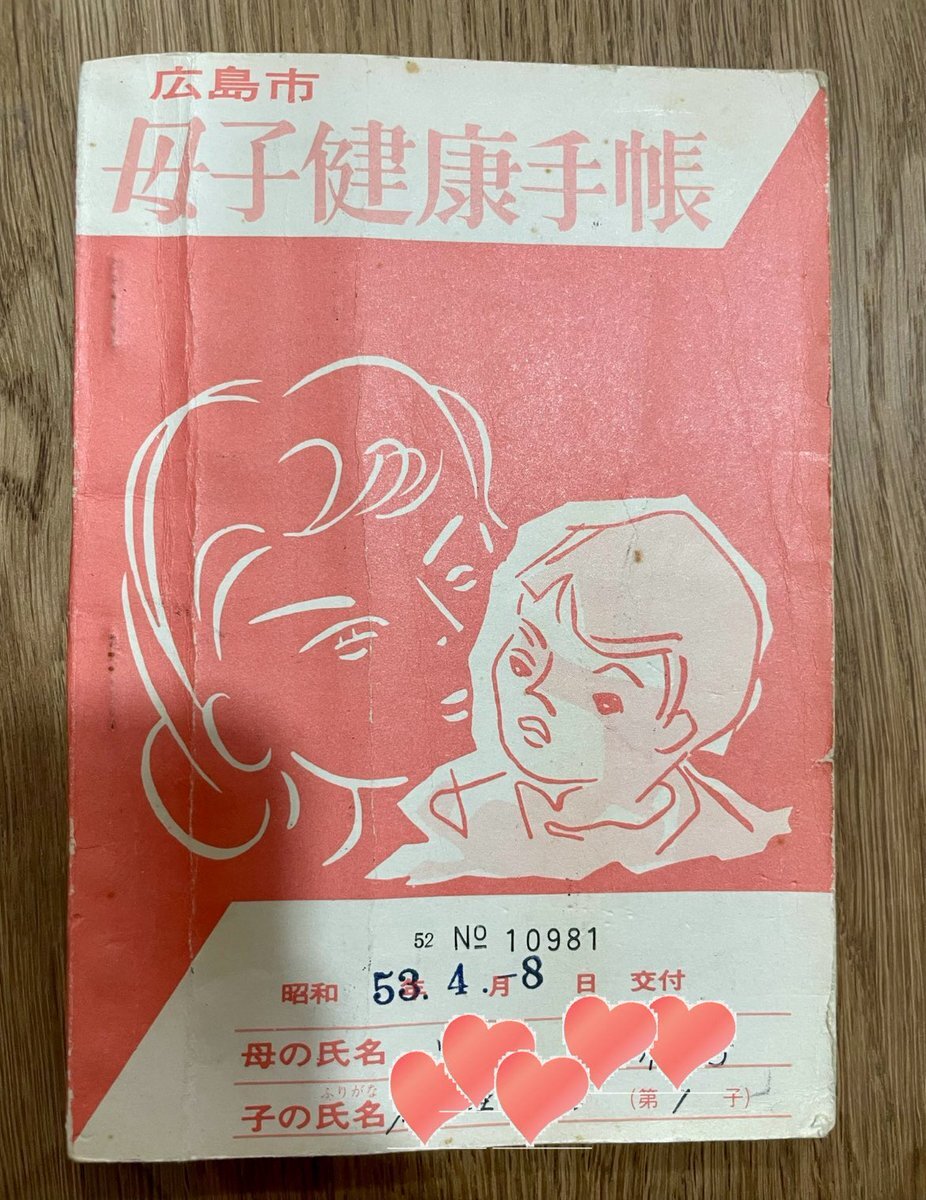 広島市
母子健康手帳
52 № 10981
昭和 53.年 4.月-8日 交付
母の氏名
ふりがな
子の氏名 (第1子)